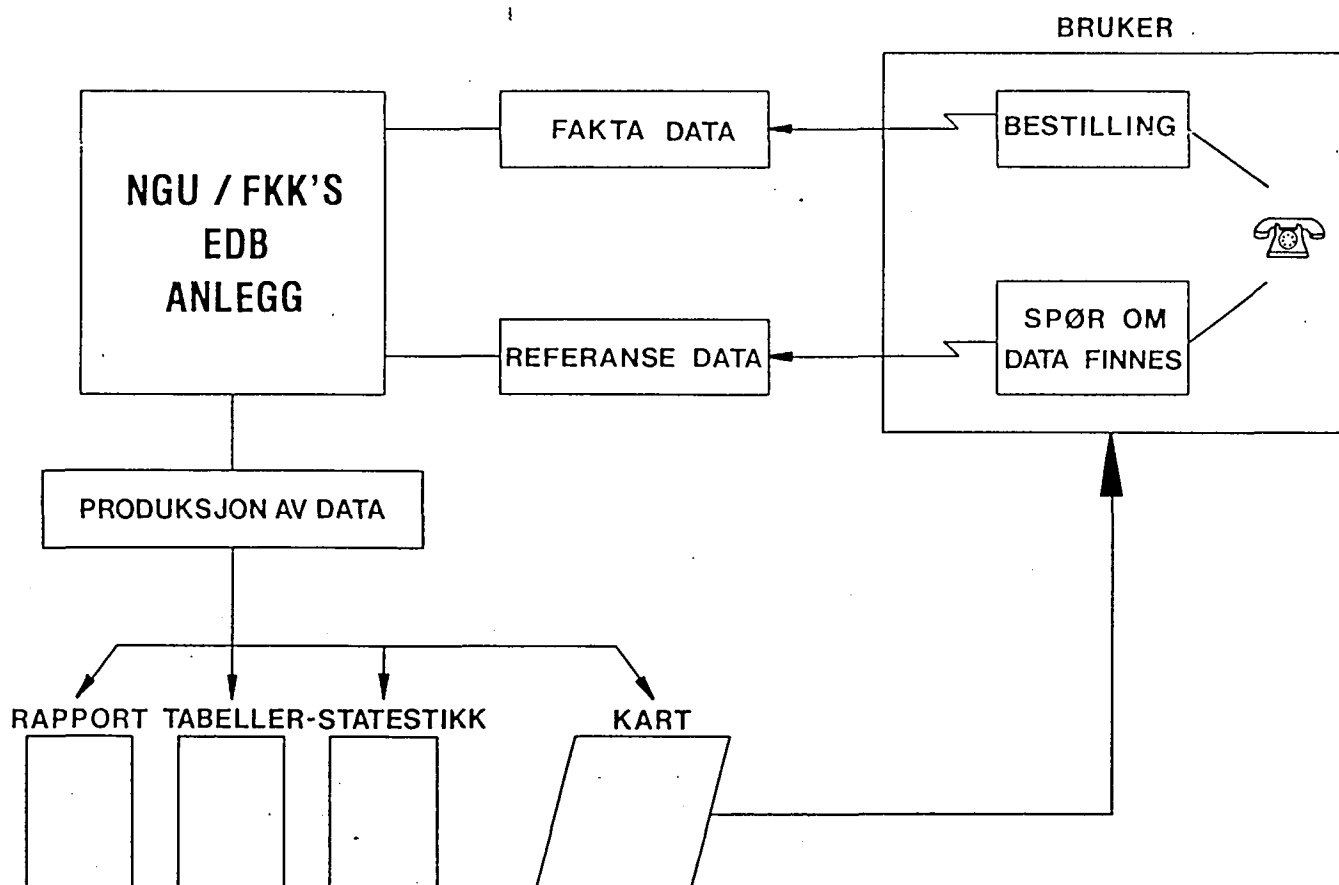 BRUKER
NGU / FKK'S
EDB
ANLEGG
FAKTA DATA
BESTILLING
REFERANSE DATA
SPØR OM
DATA FINNES
PRODUKSJON AV DATA
RAPPORT TABELLER-STATESTIKK KART